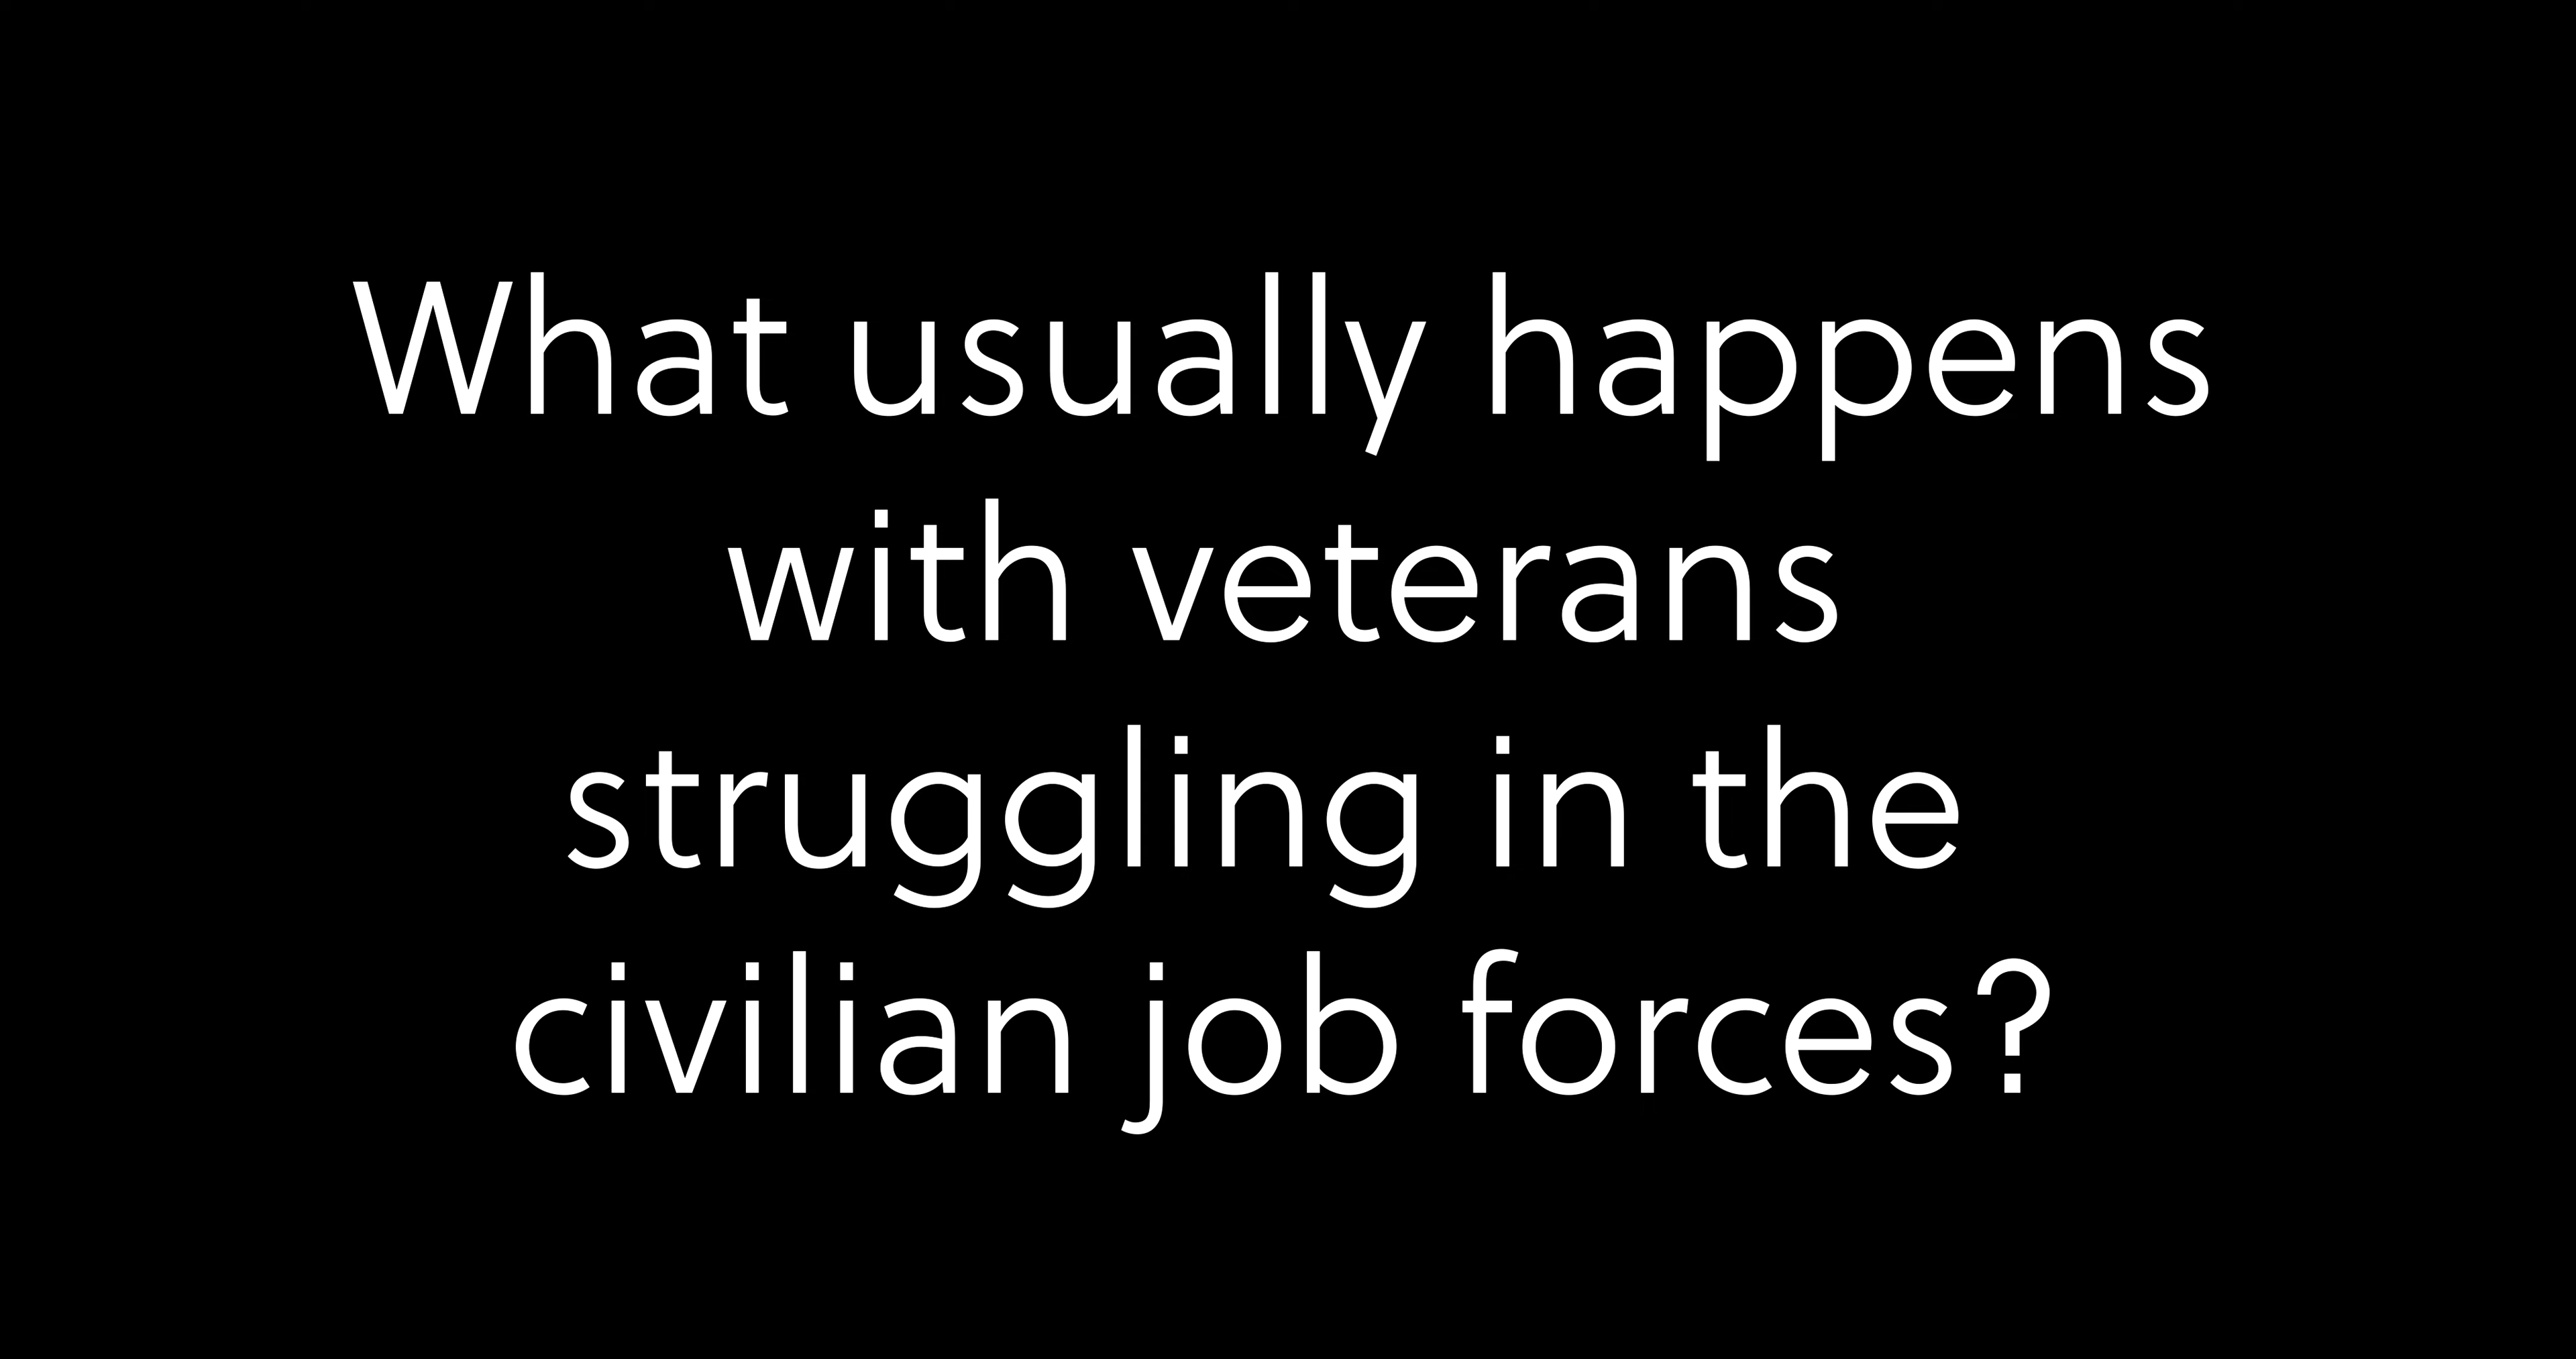 What usually happens
with veterans
struggling in the
civilian job forces?